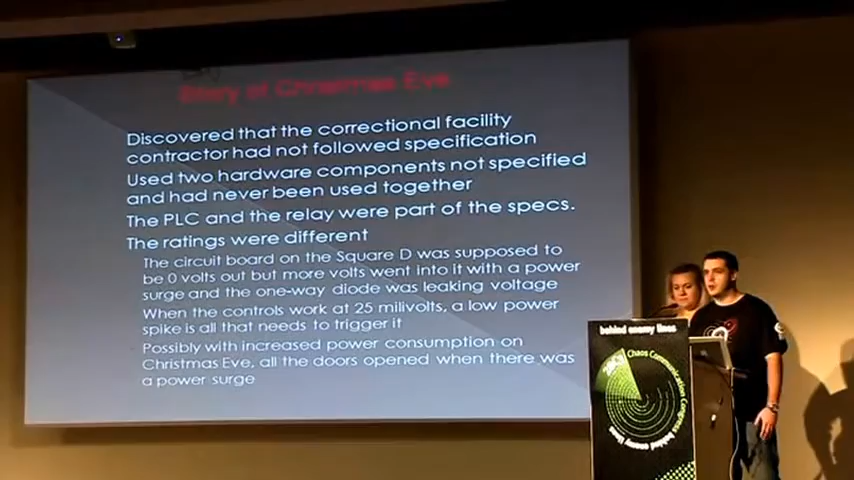 Story of Christmas Eve
Discovered that the correctional facility
contractor had not followed specification
Used two hardware components not specified
and had never been used together
The PLC and the relay were part of the specs.
The ratings were different
The circuit board on the Square D was supposed to
be 0 volts out but more volts went into it with a power
surge and the one-way diode was leaking voltage
When the controls work at 25 milivolts, a low power
spike is all that needs to trigger it
Possibly with increased power consumption on
Christmas Eve, all the doors opened when there was
a power surge
behind enemy lines
28C3
Chaos Communication Congress
behind enemy lines